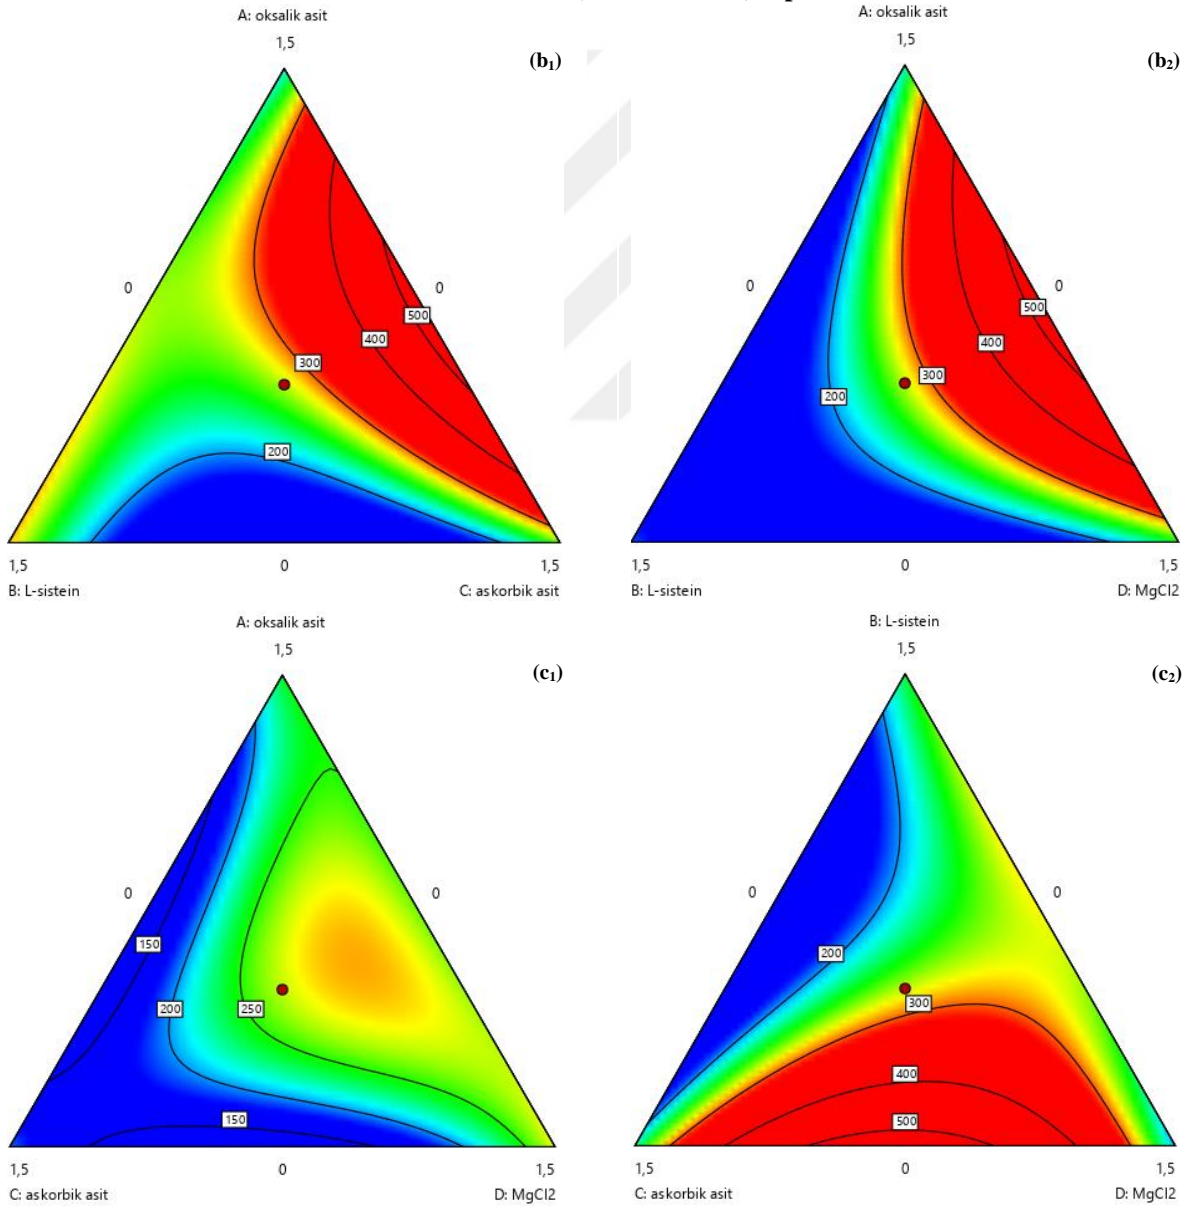 A: oksalik asit
1,5
(b₁)
0
0
500
400
300
200
1,5
0
1,5
B: L-sistein
C: askorbik asit
A: oksalik asit
1,5
(b₂)
0
0
500
400
300
200
1,5
0
1,5
B: L-sistein
D: MgCl2
A: oksalik asit
1,5
(c₁)
0
0
150
200
250
150
1,5
0
1,5
C: askorbik asit
D: MgCl2
B: L-sistein
1,5
(c₂)
0
0
200
300
400
500
1,5
0
1,5
C: askorbik asit
D: MgCl2